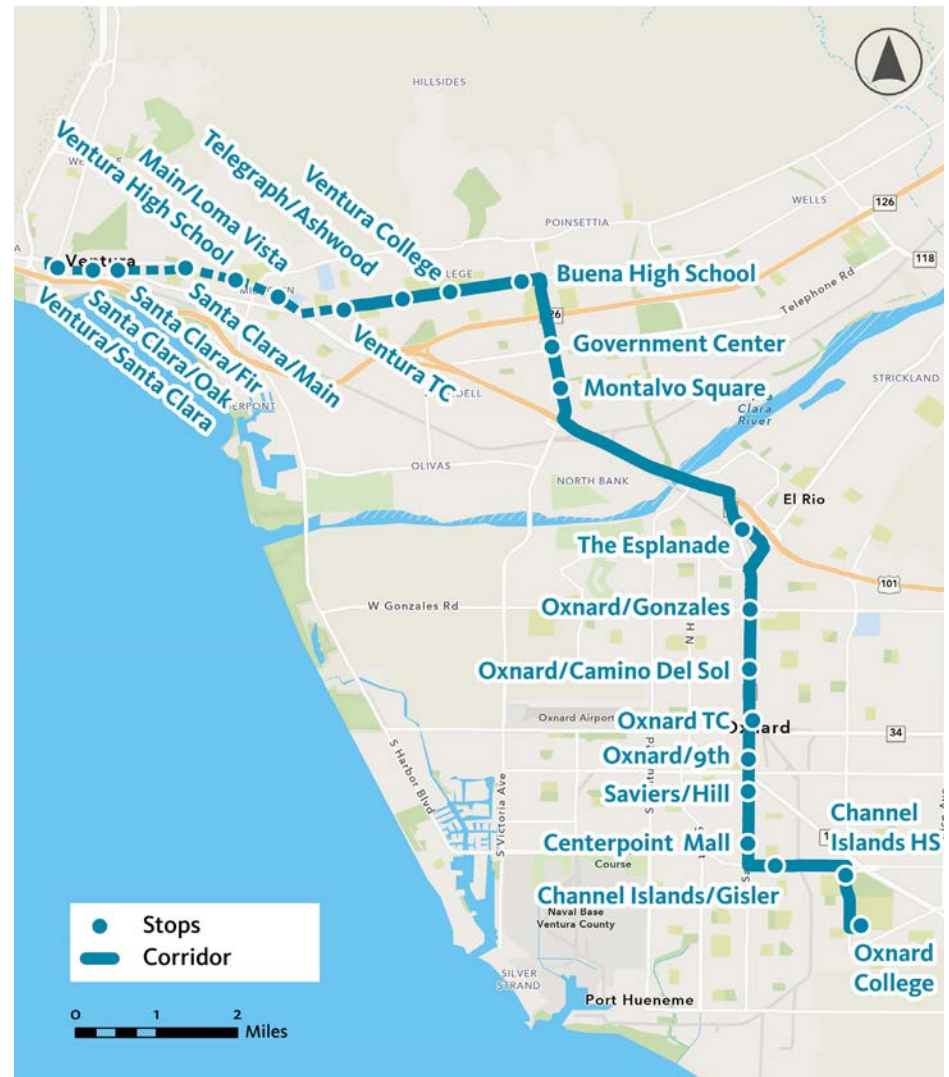 HILLSIDES
Ventura High School
Main/Loma Vista
Telegraph/Ashwood
Ventura College
WELLS
126
POINSETTIA
118
Ventura
Buena High School
Telephone Rd
Government Center
STRICKLAND
Montalvo Square
Clara
River
Ventura/Santa Clara
Santa Clara/Oak
Santa Clara/Fir
Santa Clara/Main
Ventura TC
OLIVAS
NORTH BANK
El Rio
The Esplanade
101
W Gonzales Rd
Oxnard/Gonzales
Oxnard/Camino Del Sol
Oxnard Airport
Oxnard TC
Oxnard
34
Oxnard/9th
S Harbor Blvd
S Victoria Ave
Saviers/Hill
Channel
Islands HS
Centerpoint Mall
Course
Channel Islands/Gisler
Naval Base
Ventura County
Oxnard
College
SILVER
STRAND
Port Hueneme
Stops
Corridor
0 1 2
Miles